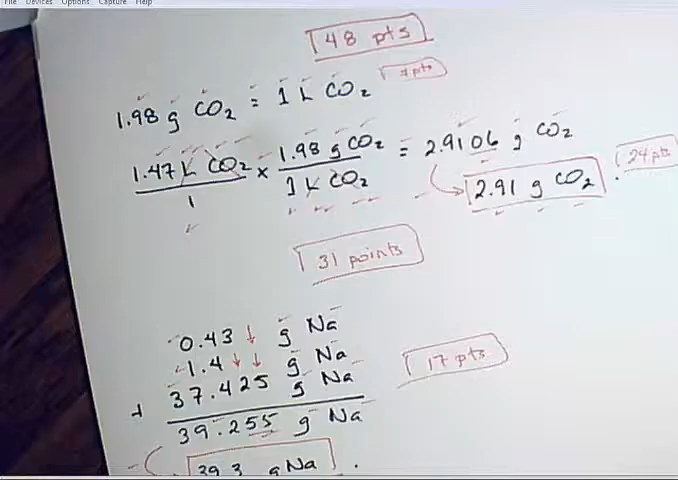 File Devices Options Capture Help
48 pts
1.98 g CO2 = 1 L CO2
7 pts
1.47 L CO2 / 1 × 1.98 g CO2 / 1 L CO2 = 2.9106 g CO2
2.91 g CO2.
24 pts
31 points
0.43 ↓ g Na
1.4 ↓ ↓ g Na
17 pts
+ 37.425 g Na
39.255 g Na
39.3 g Na.